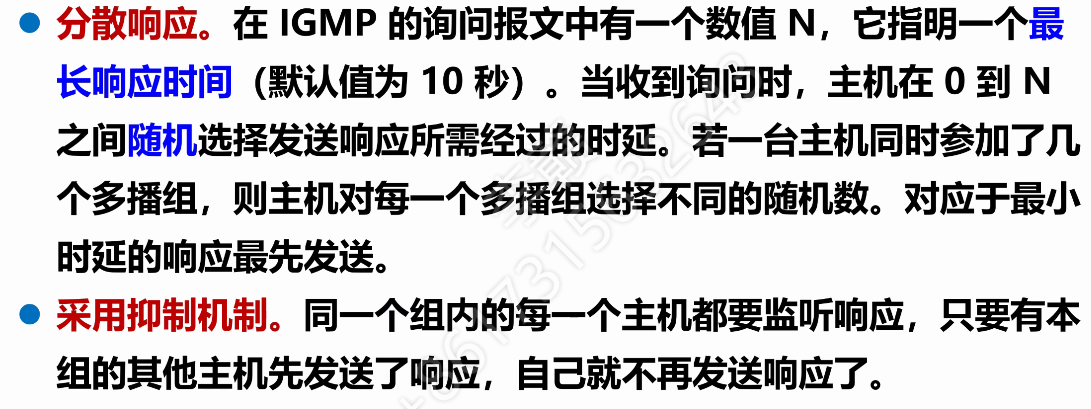 分散响应。在 IGMP 的询问报文中有一个数值 N，它指明一个最
长响应时间（默认值为 10 秒）。当收到询问时，主机在 0 到 N
之间随机选择发送响应所需经过的时延。若一台主机同时参加了几
个多播组，则主机对每一个多播组选择不同的随机数。对应于最小
时延的响应最先发送。
采用抑制机制。同一个组内的每一个主机都要监听响应，只要有本
组的其他主机先发送了响应，自己就不再发送响应了。